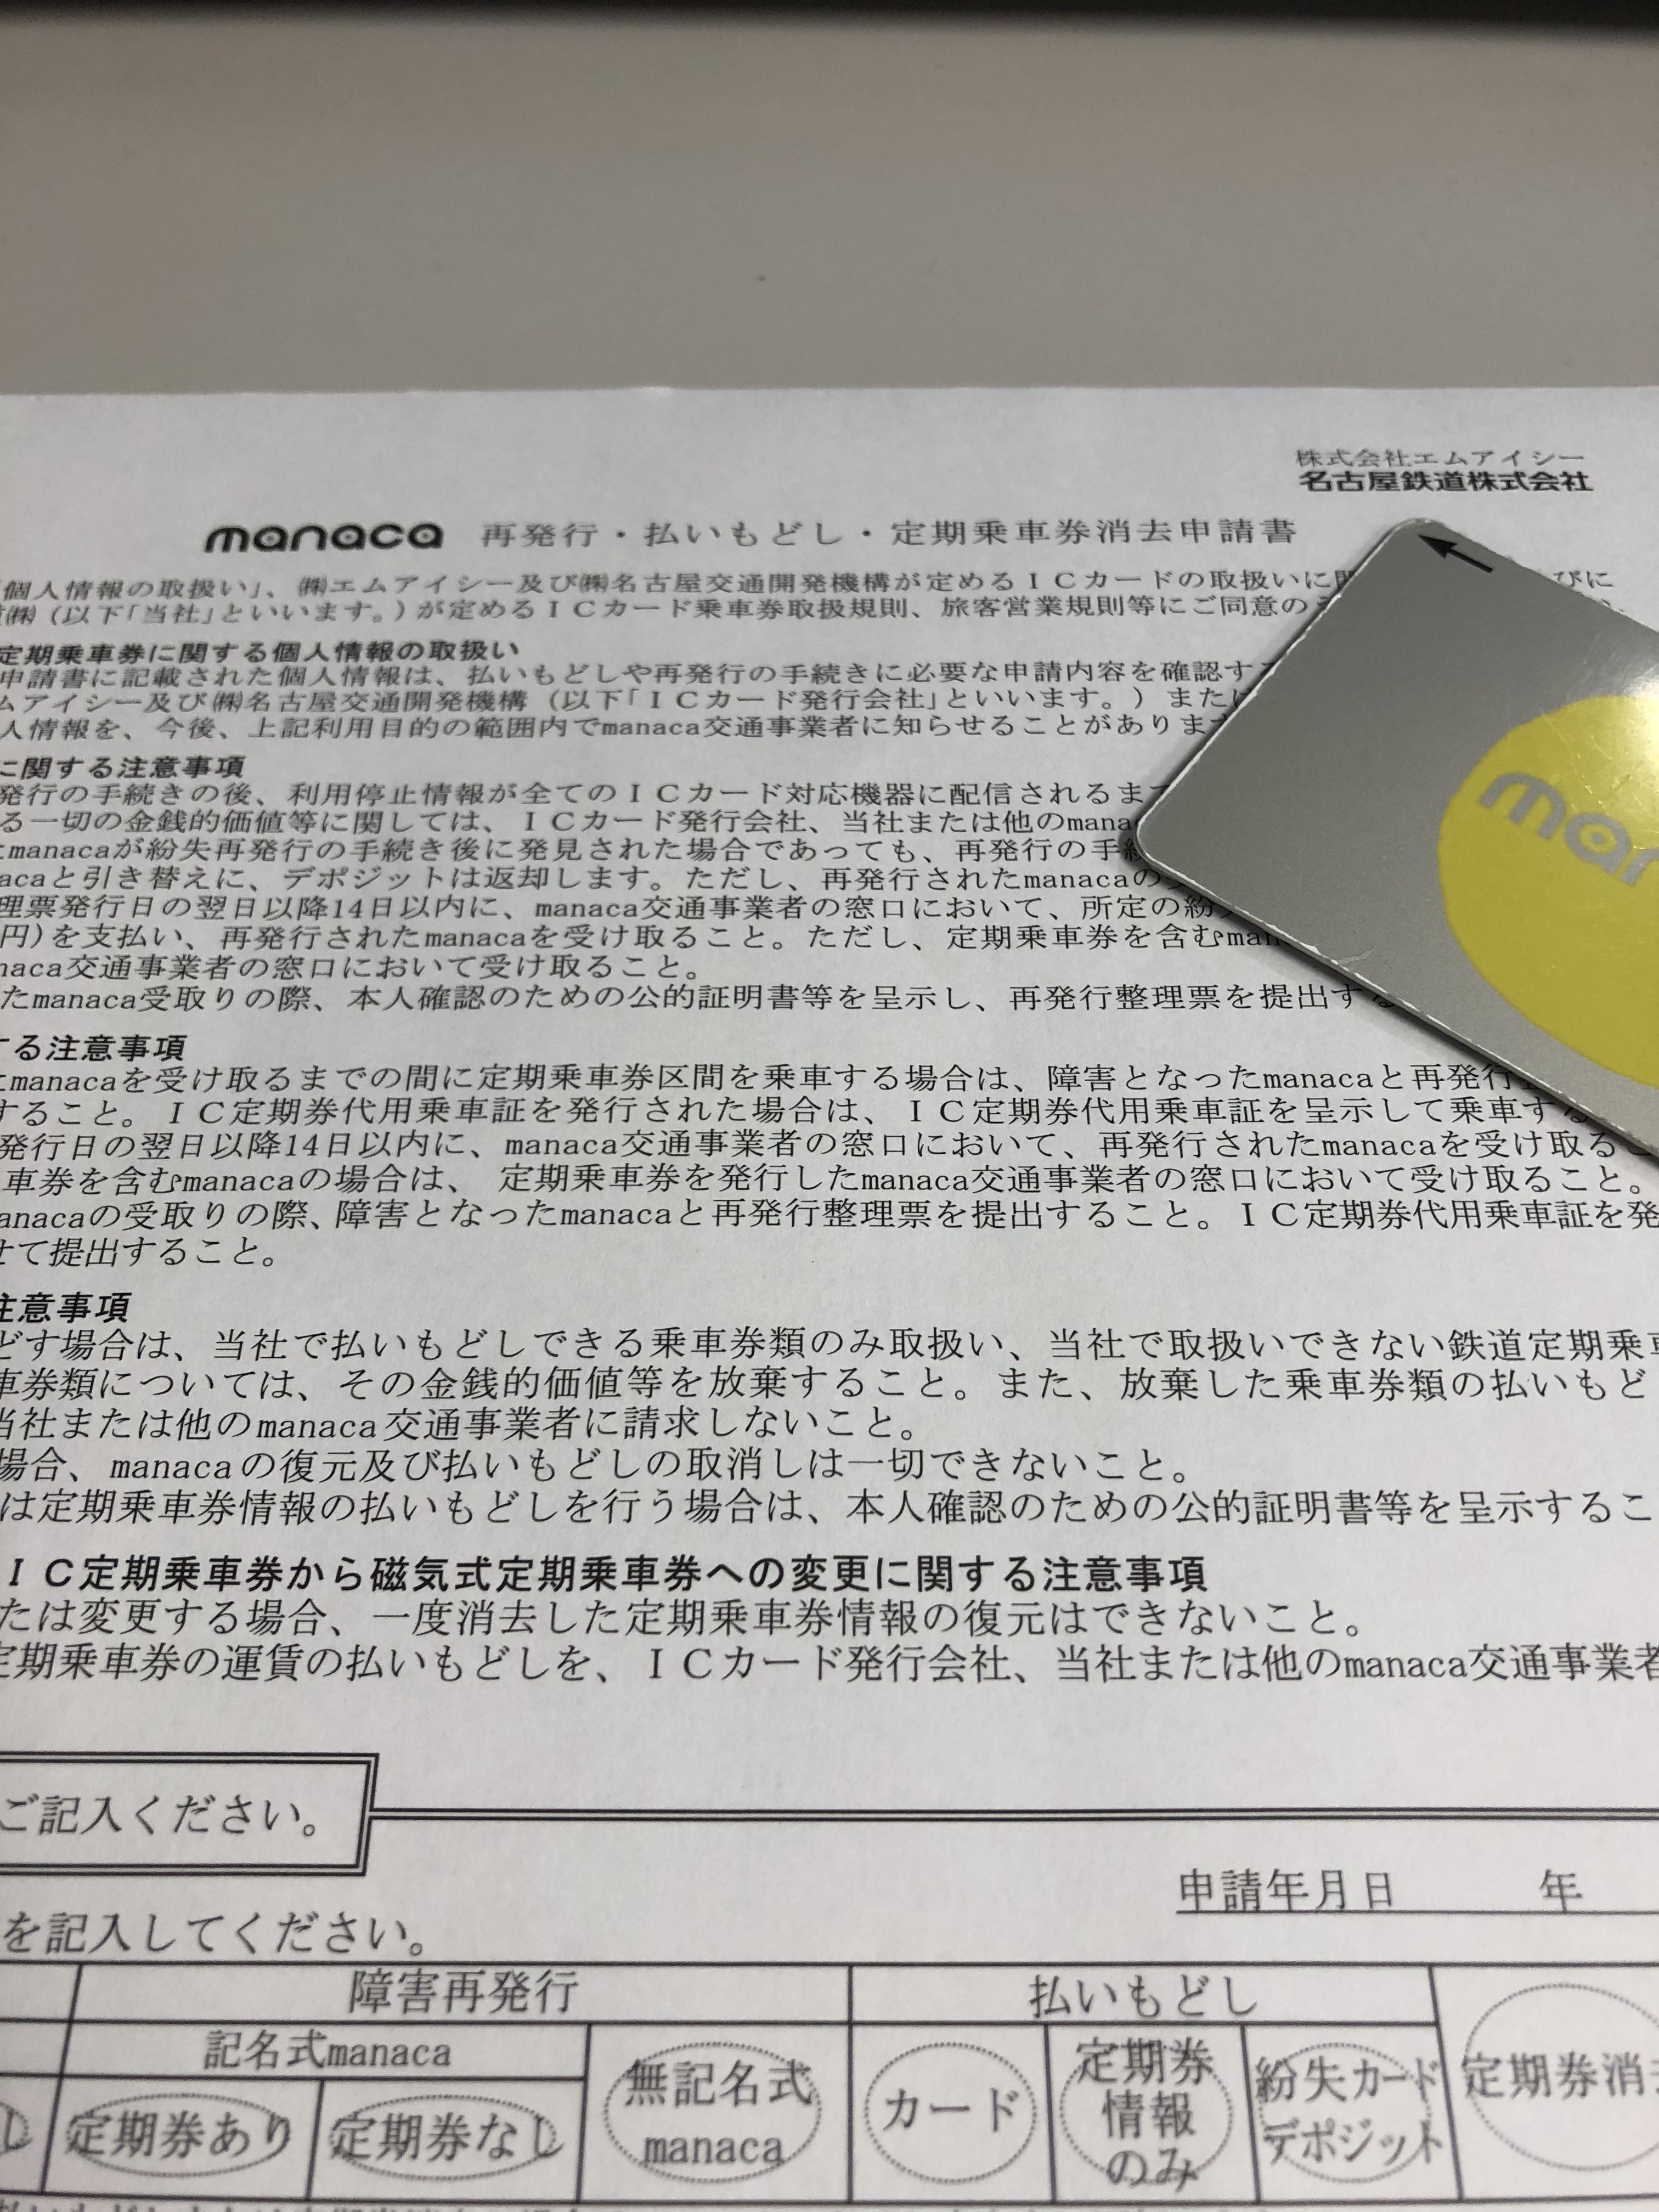 株式会社エムアイシー
名古屋鉄道株式会社
manaca 再発行・払いもどし・定期乗車券消去申請書
個人情報の取扱い」、㈱エムアイシー及び㈱名古屋交通開発機構が定めるICカードの取扱いに びに
㈱(以下「当社」といいます。)が定めるICカード乗車券取扱規則、旅客営業規則等にご同意の
定期乗車券に関する個人情報の取扱い
申請書に記載された個人情報は、払いもどしや再発行の手続きに必要な申請内容を確認す
ムアイシー及び㈱名古屋交通開発機構(以下「ICカード発行会社」といいます。)また
人情報を、今後、上記利用目的の範囲内でmanaca交通事業者に知らせることがありま
に関する注意事項
発行の手続きの後、利用停止情報が全てのICカード対応機器に配信されるま
る一切の金銭的価値等に関しては、ICカード発行会社、当社または他のmana
manacaが紛失再発行の手続き後に発見された場合であっても、再発行の手
acaと引き替えに、デポジットは返却します。ただし、再発行されたmanacaの
理票発行日の翌日以降14日以内に、manaca交通事業者の窓口において、所定の紛
円)を支払い、再発行されたmanacaを受け取ること。ただし、定期乗車券を含むman
naca交通事業者の窓口において受け取ること。
たmanaca受取りの際、本人確認のための公的証明書等を呈示し、再発行整理票を提出す
する注意事項
manacaを受け取るまでの間に定期乗車券区間を乗車する場合は、障害となったmanacaと再発行
すること。IC定期券代用乗車証を発行された場合は、IC定期券代用乗車証を呈示して乗車する
発行日の翌日以降14日以内に、manaca交通事業者の窓口において、再発行されたmanacaを受け取るこ
車券を含むmanacaの場合は、 定期乗車券を発行したmanaca交通事業者の窓口において受け取ること。
anacaの受取りの際、障害となったmanacaと再発行整理票を提出すること。IC定期券代用乗車証を発
せて提出すること。
注意事項
どす場合は、当社で払いもどしできる乗車券類のみ取扱い、当社で取扱いできない鉄道定期乗車
車券類については、その金銭的価値等を放棄すること。また、放棄した乗車券類の払いもど
当社または他のmanaca交通事業者に請求しないこと。
場合、manacaの復元及び払いもどしの取消しは一切できないこと。
は定期乗車券情報の払いもどしを行う場合は、本人確認のための公的証明書等を呈示するこ
IC定期乗車券から磁気式定期乗車券への変更に関する注意事項
たは変更する場合、一度消去した定期乗車券情報の復元はできないこと。
定期乗車券の運賃の払いもどしを、ICカード発行会社、当社または他のmanaca交通事業者
ご記入ください。
申請年月日 年
を記入してください。
障害再発行 払いもどし
記名式manaca
無記名式
manaca
カード
定期券
情報
のみ
紛失カード
デポジット
定期券消
し
定期券あり
定期券なし
mana